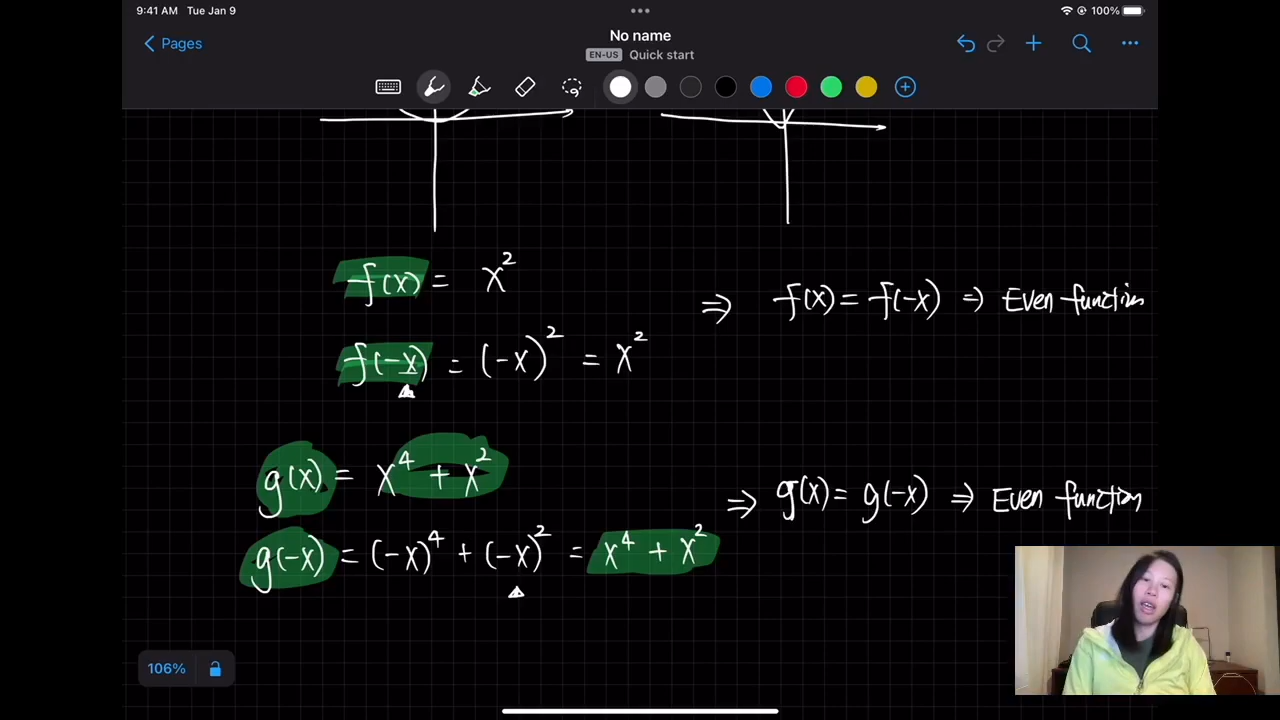 9:41 AM Tue Jan 9
100%
Pages
No name
EN-US Quick start
f(x) = x²
⇒ f(x) = f(-x) ⇒ Even function
f(-x) = (-x)² = x²
g(x) = x⁴ + x²
⇒ g(x) = g(-x) ⇒ Even function
g(-x) = (-x)⁴ + (-x)² = x⁴ + x²
106%